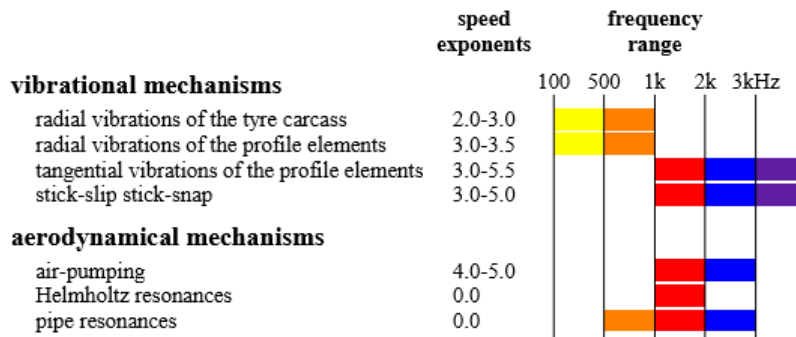 speed exponents frequency range
vibrational mechanisms 100 500 1k 2k 3kHz
radial vibrations of the tyre carcass 2.0-3.0
radial vibrations of the profile elements 3.0-3.5
tangential vibrations of the profile elements 3.0-5.5
stick-slip stick-snap 3.0-5.0
aerodynamical mechanisms
air-pumping 4.0-5.0
Helmholtz resonances 0.0
pipe resonances 0.0